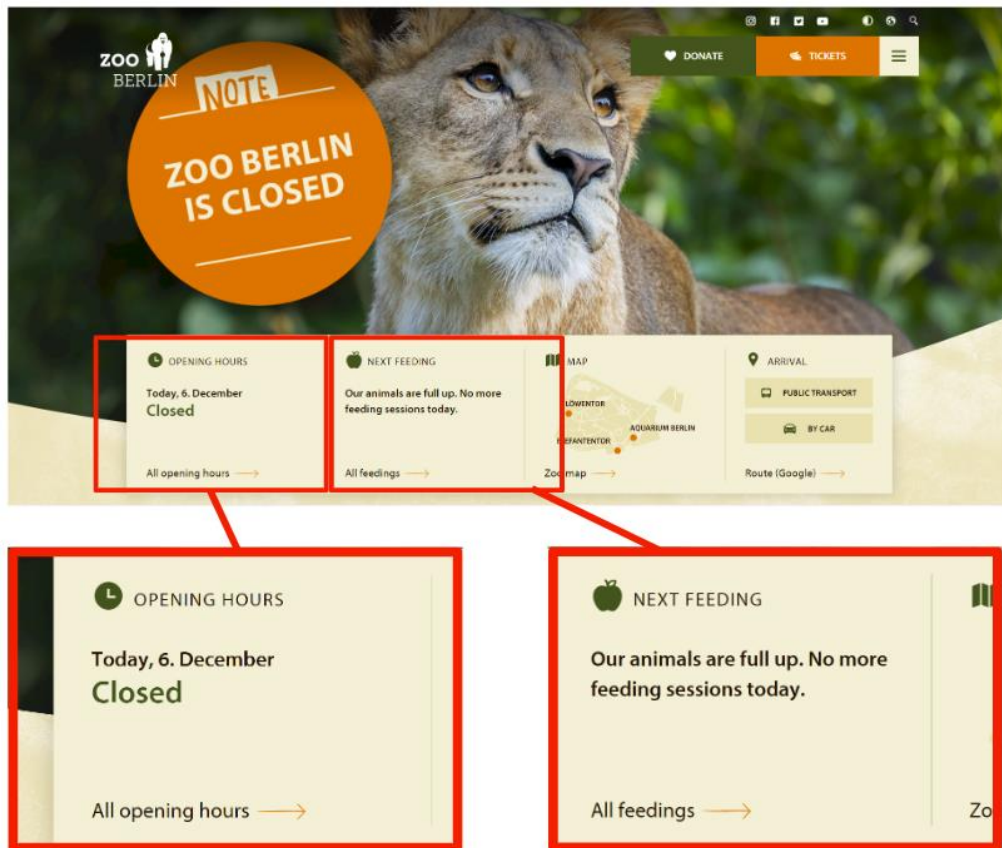 ZOO
BERLIN
DONATE
TICKETS
NOTE
ZOO BERLIN
IS CLOSED
OPENING HOURS
Today, 6. December
Closed
All opening hours
NEXT FEEDING
Our animals are full up. No more
feeding sessions today.
All feedings
MAP
LÖWENTOR
AQUARIUM BERLIN
ELEFANTENTOR
Zoo map
ARRIVAL
PUBLIC TRANSPORT
BY CAR
Route (Google)
OPENING HOURS
Today, 6. December
Closed
All opening hours
NEXT FEEDING
Our animals are full up. No more
feeding sessions today.
All feedings
Zo